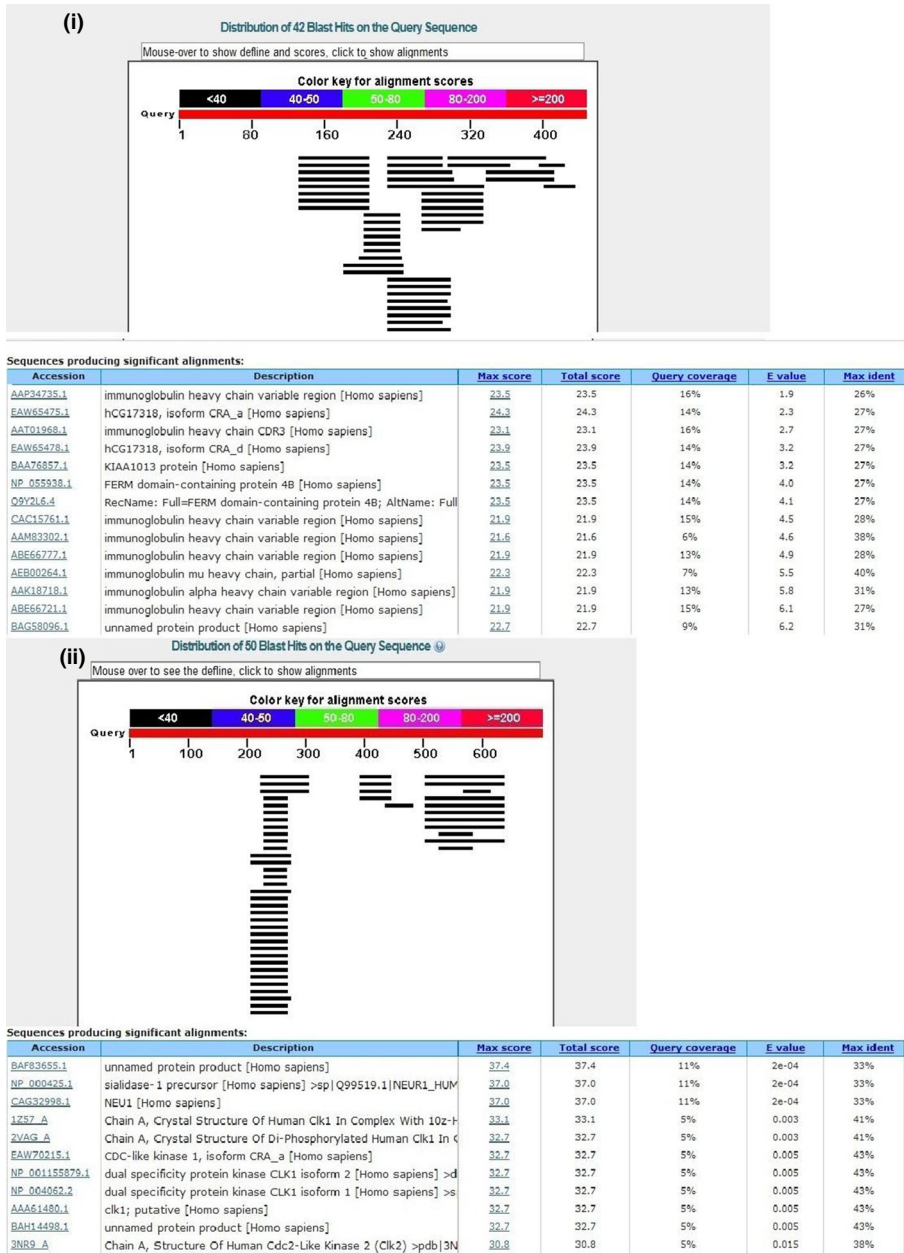 (i)
Distribution of 42 Blast Hits on the Query Sequence
Mouse-over to show defline and scores, click to show alignments
Color key for alignment scores
<40 40-50 50-80 80-200 >=200
Query
1 80 160 240 320 400
Sequences producing significant alignments:
Accession Description Max score Total score Query coverage E value Max ident
AAP34735.1 immunoglobulin heavy chain variable region [Homo sapiens] 23.5 23.5 16% 1.9 26%
EAW65475.1 hCG17318, isoform CRA_a [Homo sapiens] 24.3 24.3 14% 2.3 27%
AAT01968.1 immunoglobulin heavy chain CDR3 [Homo sapiens] 23.1 23.1 16% 2.7 27%
EAW65478.1 hCG17318, isoform CRA_d [Homo sapiens] 23.9 23.9 14% 3.2 27%
BAA76857.1 KIAA1013 protein [Homo sapiens] 23.5 23.5 14% 3.2 27%
NP_055938.1 FERM domain-containing protein 4B [Homo sapiens] 23.5 23.5 14% 4.0 27%
Q9Y2L6.4 RecName: Full=FERM domain-containing protein 4B; AltName: Full 23.5 23.5 14% 4.1 27%
CAC15761.1 immunoglobulin heavy chain variable region [Homo sapiens] 21.9 21.9 15% 4.5 28%
AAM83302.1 immunoglobulin heavy chain variable region [Homo sapiens] 21.6 21.6 6% 4.6 38%
ABE66777.1 immunoglobulin heavy chain variable region [Homo sapiens] 21.9 21.9 13% 4.9 28%
AEB00264.1 immunoglobulin mu heavy chain, partial [Homo sapiens] 22.3 22.3 7% 5.5 40%
AAK18718.1 immunoglobulin alpha heavy chain variable region [Homo sapiens] 21.9 21.9 13% 5.8 31%
ABE66721.1 immunoglobulin heavy chain variable region [Homo sapiens] 21.9 21.9 15% 6.1 27%
BAG58096.1 unnamed protein product [Homo sapiens] 22.7 22.7 9% 6.2 31%
(ii)
Distribution of 50 Blast Hits on the Query Sequence
Mouse over to see the defline, click to show alignments
Color key for alignment scores
<40 40-50 50-80 80-200 >=200
Query
1 100 200 300 400 500 600
Sequences producing significant alignments:
Accession Description Max score Total score Query coverage E value Max ident
BAF83655.1 unnamed protein product [Homo sapiens] 37.4 37.4 11% 2e-04 33%
NP_000425.1 sialidase-1 precursor [Homo sapiens] >sp|Q99519.1|NEUR1_HUM 37.0 37.0 11% 2e-04 33%
CAG32998.1 NEU1 [Homo sapiens] 37.0 37.0 11% 2e-04 33%
1Z57_A Chain A, Crystal Structure Of Human Clk1 In Complex With 10z-H 33.1 33.1 5% 0.003 41%
2VAG_A Chain A, Crystal Structure Of Di-Phosphorylated Human Clk1 In C 32.7 32.7 5% 0.003 41%
EAW70215.1 CDC-like kinase 1, isoform CRA_a [Homo sapiens] 32.7 32.7 5% 0.005 43%
NP_001155879.1 dual specificity protein kinase CLK1 isoform 2 [Homo sapiens] >d 32.7 32.7 5% 0.005 43%
NP_004062.2 dual specificity protein kinase CLK1 isoform 1 [Homo sapiens] >s 32.7 32.7 5% 0.005 43%
AAA61480.1 clk1; putative [Homo sapiens] 32.7 32.7 5% 0.005 43%
BAH14498.1 unnamed protein product [Homo sapiens] 32.7 32.7 5% 0.005 43%
3NR9_A Chain A, Structure Of Human Cdc2-Like Kinase 2 (Clk2) >pdb|3N 30.8 30.8 5% 0.015 38%